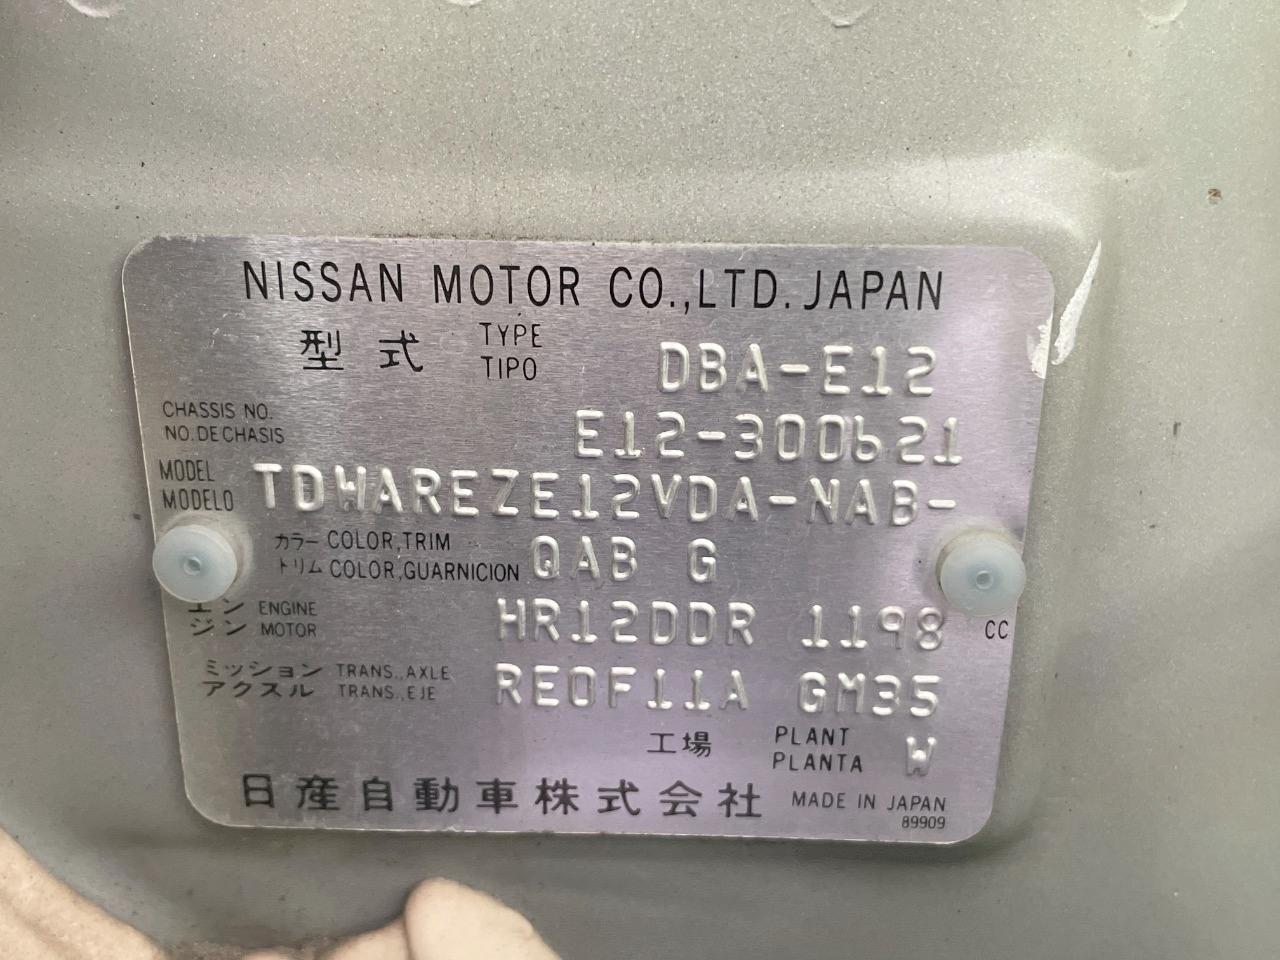 NISSAN MOTOR CO.,LTD. JAPAN
型式 TYPE TIPO DBA-E12
CHASSIS NO. NO.DECHASIS E12-300621
MODEL MODELO TDWAREZE12VDA-NAB-
カラー COLOR,TRIM
トリム COLOR,GUARNICION QAB G
エン ENGINE
ジン MOTOR HR12DDR 1198 CC
ミッション TRANS.,AXLE
アクスル TRANS.,EJE RE0F11A GM35
工場 PLANT PLANTA W
日産自動車株式会社 MADE IN JAPAN
89909